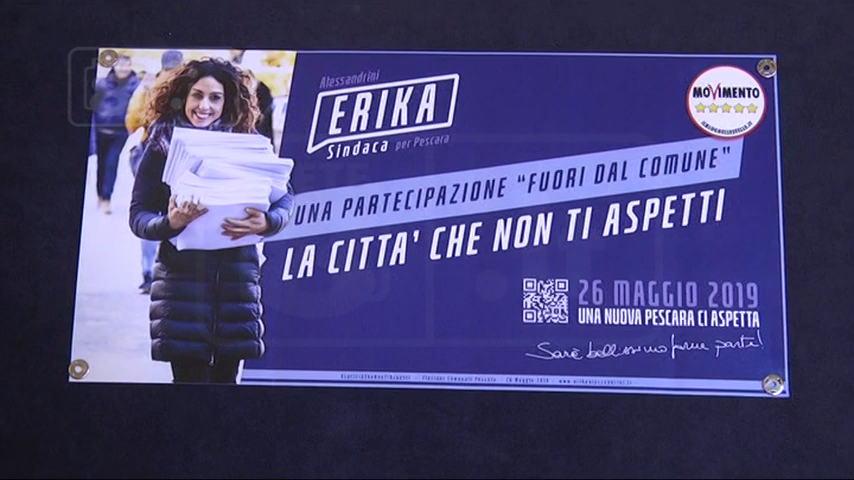 Alessandrini
ERIKA
Sindaca per Pescara
MOVIMENTO
UNA PARTECIPAZIONE "FUORI DAL COMUNE"
LA CITTA' CHE NON TI ASPETTI
26 MAGGIO 2019
UNA NUOVA PESCARA CI ASPETTA
Sarà bellissimo farne parte!